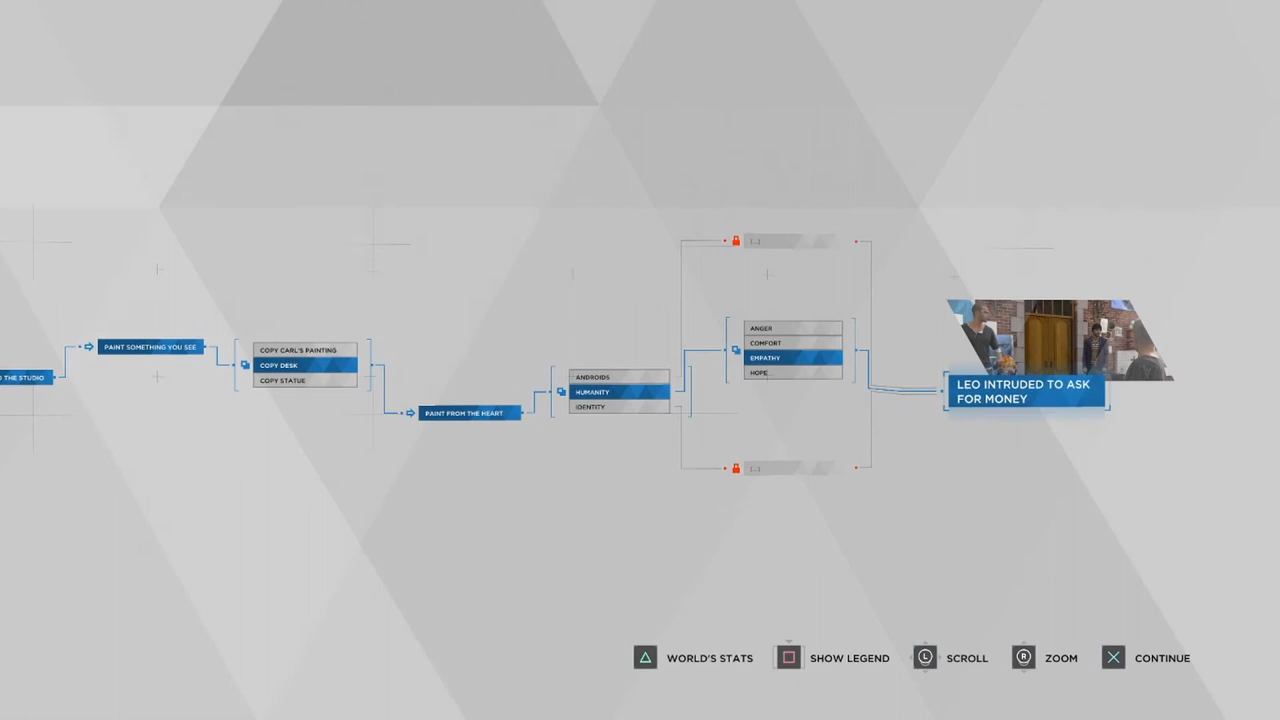 O THE STUDIO
PAINT SOMETHING YOU SEE
COPY CARL'S PAINTING
COPY DESK
COPY STATUE
PAINT FROM THE HEART
ANDROIDS
HUMANITY
IDENTITY
[...]
ANGER
COMFORT
EMPATHY
HOPE
[...]
LEO INTRUDED TO ASK
FOR MONEY
WORLD'S STATS
SHOW LEGEND
L
SCROLL
R
ZOOM
CONTINUE